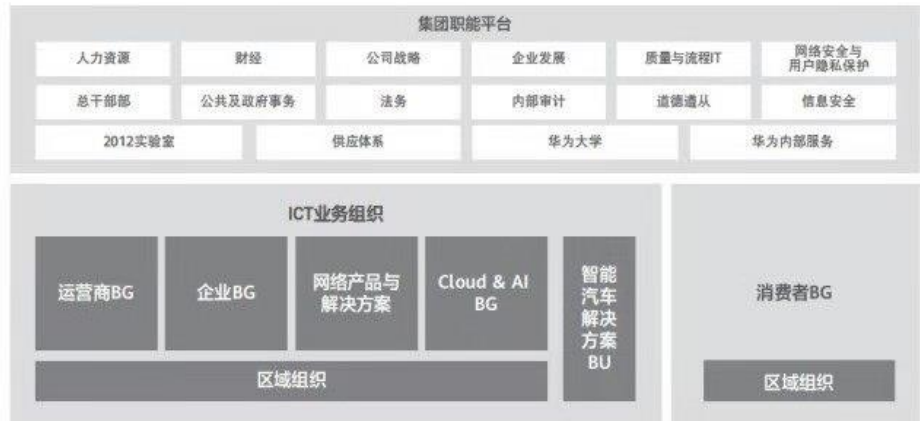 集团职能平台
人力资源
财经
公司战略
企业发展
质量与流程IT
网络安全与
用户隐私保护
总干部部
公共及政府事务
法务
内部审计
道德遵从
信息安全
2012实验室
供应体系
华为大学
华为内部服务
ICT业务组织
运营商BG
企业BG
网络产品与
解决方案
Cloud & AI
BG
智能
汽车
解决
方案
BU
区域组织
消费者BG
区域组织